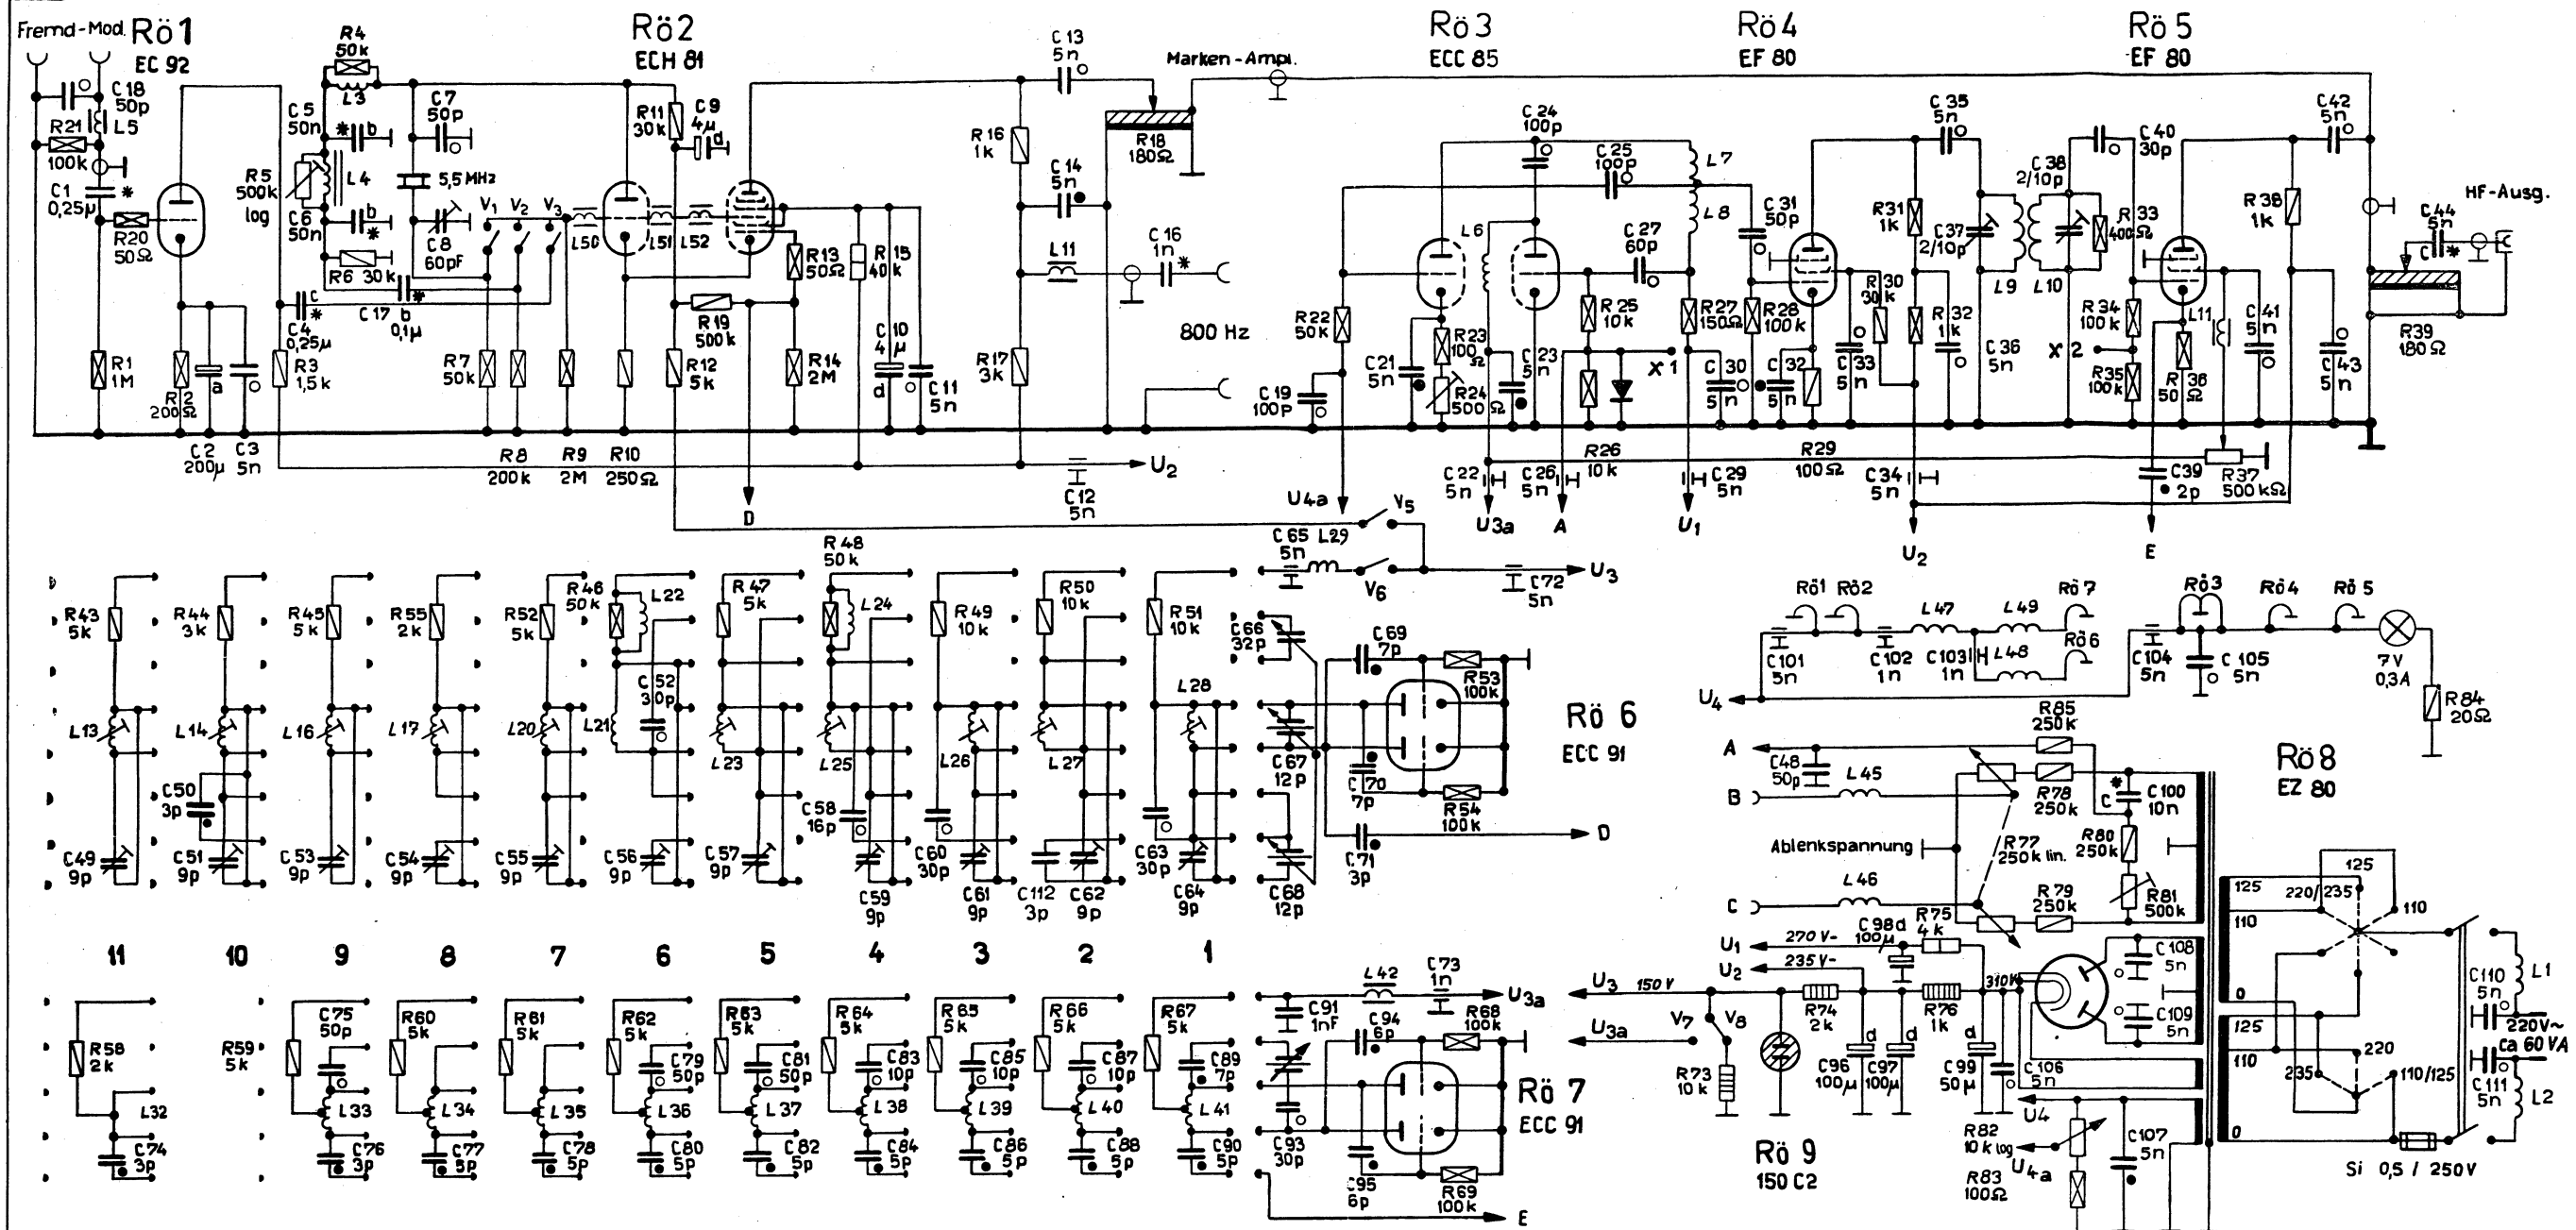 Fremd-Mod.
Rö1
EC 92
R4
50k
Rö2
ECH 81
C13
5n
Marken-Ampl.
Rö3
ECC 85
Rö4
EF 80
Rö5
EF 80
C18
50p
R21
100k
L5
C1
0,25µ
*
R20
50Ω
R1
1M
R2
200Ω
a
C2
200µ
C3
5n
L3
C5
50n
* b
R5
500k
log
L4
C6
50n
b
*
R6 30k
C7
50p
5,5 MHz
C8
60pF
C4
0,25µ
c
*
R3
1,5k
C17
b
0,1µ
*
V1
V2
V3
L50
L51
L52
R7
50k
R8
200k
R9
2M
R10
250Ω
R11
30k
C9
4µ
d
R19
500k
R12
5k
R13
50Ω
R14
2M
R15
40k
C10
4µ
d
C11
5n
D
R16
1k
C14
5n
R17
3k
L11
C16
1n
*
800 Hz
R18
180Ω
C12
5n
U2
C19
100p
R22
50k
U4a
C21
5n
R23
100Ω
R24
500Ω
L6
C24
100p
C25
100p
C23
5n
C27
60p
L7
L8
R25
10k
X1
R26
10k
C22
5n
U3a
C26
5n
A
R27
150Ω
C30
5n
C29
5n
U1
C31
50p
R28
100k
C32
5n
R29
100Ω
R30
30k
C33
5n
R31
1k
R32
1k
C34
5n
U2
C35
5n
C36
5n
C37
2/10p
L9
L10
C38
2/10p
R33
400Ω
C40
30p
R34
100k
X2
R35
100k
R36
50Ω
C39
2p
E
L11
C41
5n
R37
500kΩ
R38
1k
C42
5n
C43
5n
C44
5n
c
*
HF-Ausg.
R39
180Ω
V5
V6
C65
5n
L29
C72
5n
U3
R43
5k
L13
C49
9p
R44
3k
L14
C50
3p
C51
9p
R45
5k
L16
C53
9p
R55
2k
L17
C54
9p
R52
5k
L20
C55
9p
R46
50k
L22
C52
30p
L21
C56
9p
R47
5k
L23
C57
9p
R48
50k
L24
L25
C58
16p
C59
9p
R49
10k
L26
C60
30p
C61
9p
R50
10k
L27
C112
3p
C62
9p
R51
10k
L28
C63
30p
C64
9p
C66
32p
C67
12p
C68
12p
C69
7p
C70
7p
C71
3p
R53
100k
R54
100k
D
Rö 6
ECC 91
11
10
9
8
7
6
5
4
3
2
1
R58
2k
L32
C74
3p
R59
5k
C75
50p
L33
C76
3p
R60
5k
L34
C77
5p
R61
5k
L35
C78
5p
R62
5k
C79
50p
L36
C80
5p
R63
5k
C81
50p
L37
C82
5p
R64
5k
C83
10p
L38
C84
5p
R65
5k
C85
10p
L39
C86
5p
R66
5k
C87
10p
L40
C88
5p
R67
5k
C89
7p
L41
C90
5p
C91
1nF
L42
C73
1n
U3a
C94
6p
R68
100k
C93
30p
C95
6p
R69
100k
E
Rö 7
ECC 91
Rö1
Rö2
L47
L49
Rö7
Rö6
L48
C101
5n
C102
1n
C103
1n
U4
C104
5n
Rö3
C105
5n
Rö4
Rö5
7V
0,3A
R84
20Ω
A
C48
50p
B
L45
Ablenkspannung
C
L46
R85
250k
R78
250k
R77
250k lin.
R79
250k
*
C
C100
10n
R80
250k
R81
500k
Rö8
EZ 80
U1
270 V-
U2
235 V-
C98
100µ
d
R75
4k
U3
150 V
U3a
V7
V8
R73
10k
R74
2k
R76
1k
310V
C96
100µ
d
C97
100µ
d
C99
50µ
d
C106
5n
C108
5n
C109
5n
Rö 9
150 C2
U4
R82
10k log
U4a
R83
100Ω
C107
5n
125
110
0
125
110
0
125
220/235
110
220
235
110/125
L1
C110
5n
220V~
ca 60 VA
C111
5n
L2
Si 0,5 / 250V